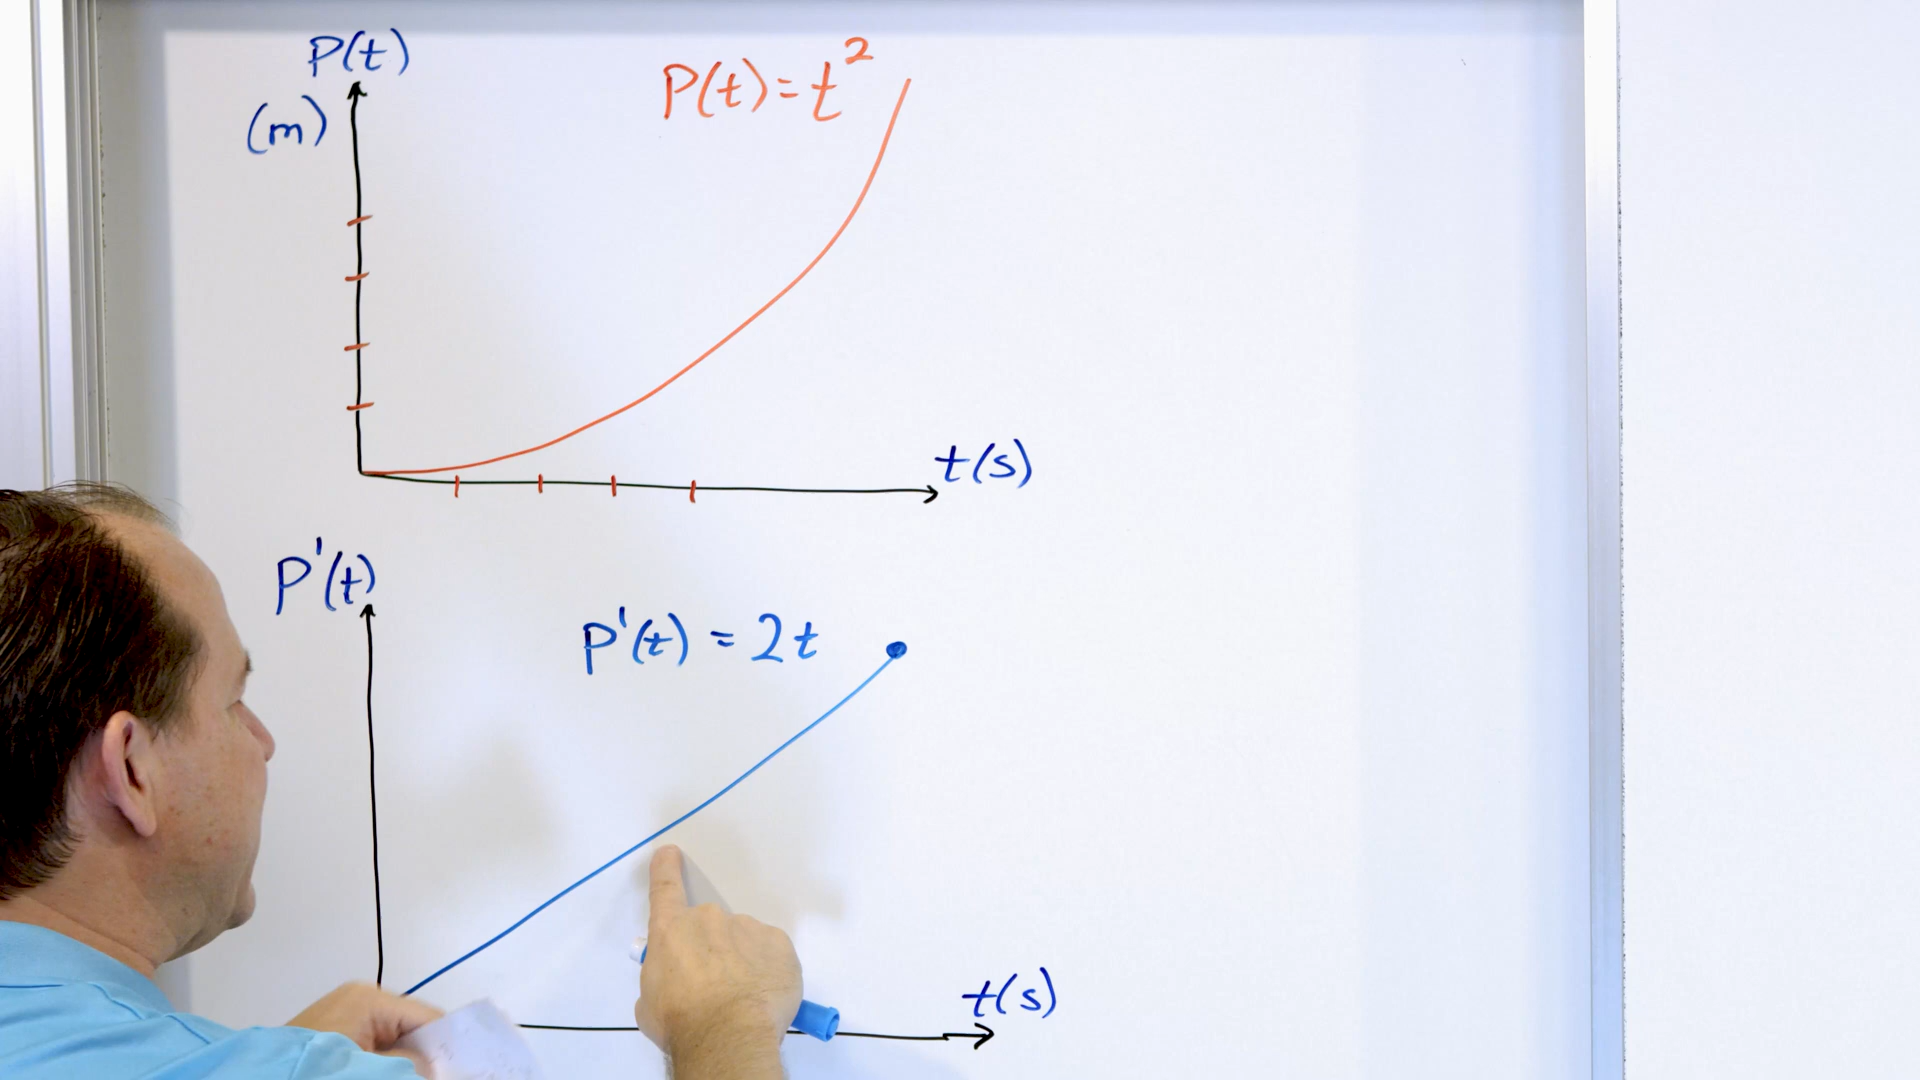 P(t)
(m)
P(t)=t²
t(s)
P'(t)
P'(t) = 2t
t(s)